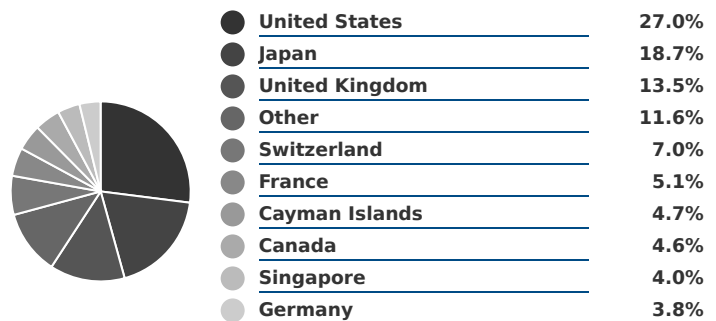 United States 27.0%
Japan 18.7%
United Kingdom 13.5%
Other 11.6%
Switzerland 7.0%
France 5.1%
Cayman Islands 4.7%
Canada 4.6%
Singapore 4.0%
Germany 3.8%